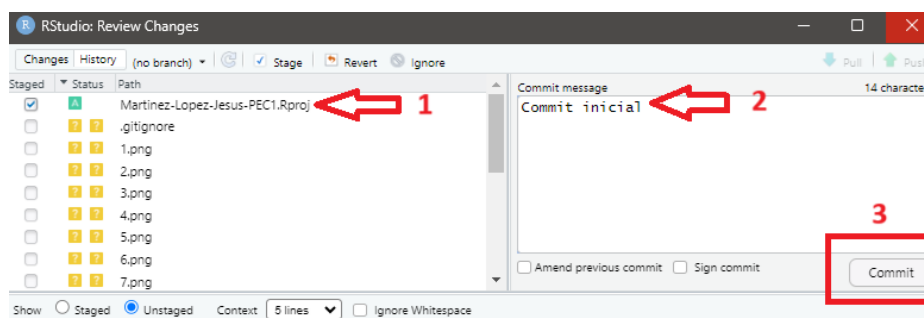 RStudio: Review Changes
Changes History (no branch) Stage Revert Ignore Pull Push
Staged Status Path
A Martinez-Lopez-Jesus-PEC1.Rproj 1
? ? .gitignore
? ? 1.png
? ? 2.png
? ? 3.png
? ? 4.png
? ? 5.png
? ? 6.png
? ? 7.png
Commit message 14 characte
Commit inicial 2
3
Amend previous commit Sign commit Commit
Show Staged Unstaged Context 5 lines Ignore Whitespace